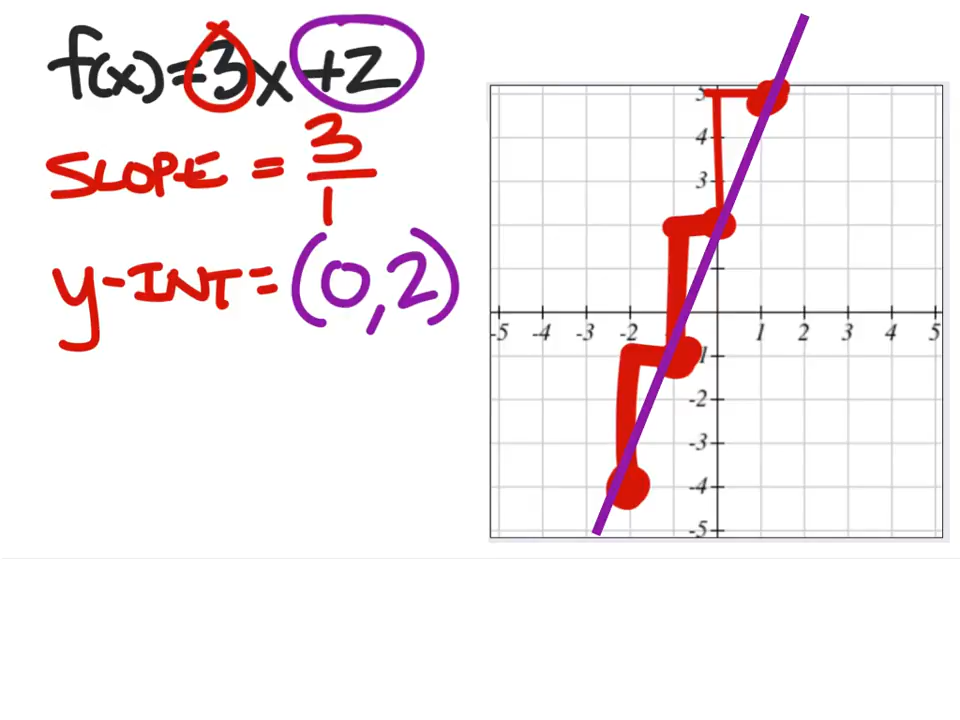 f(x)=3x+2
SLOPE = 3/1
y-INT = (0,2)
5
4
3
-5 -4 -3 -2 1 2 3 4 5
-1
-2
-3
-4
-5